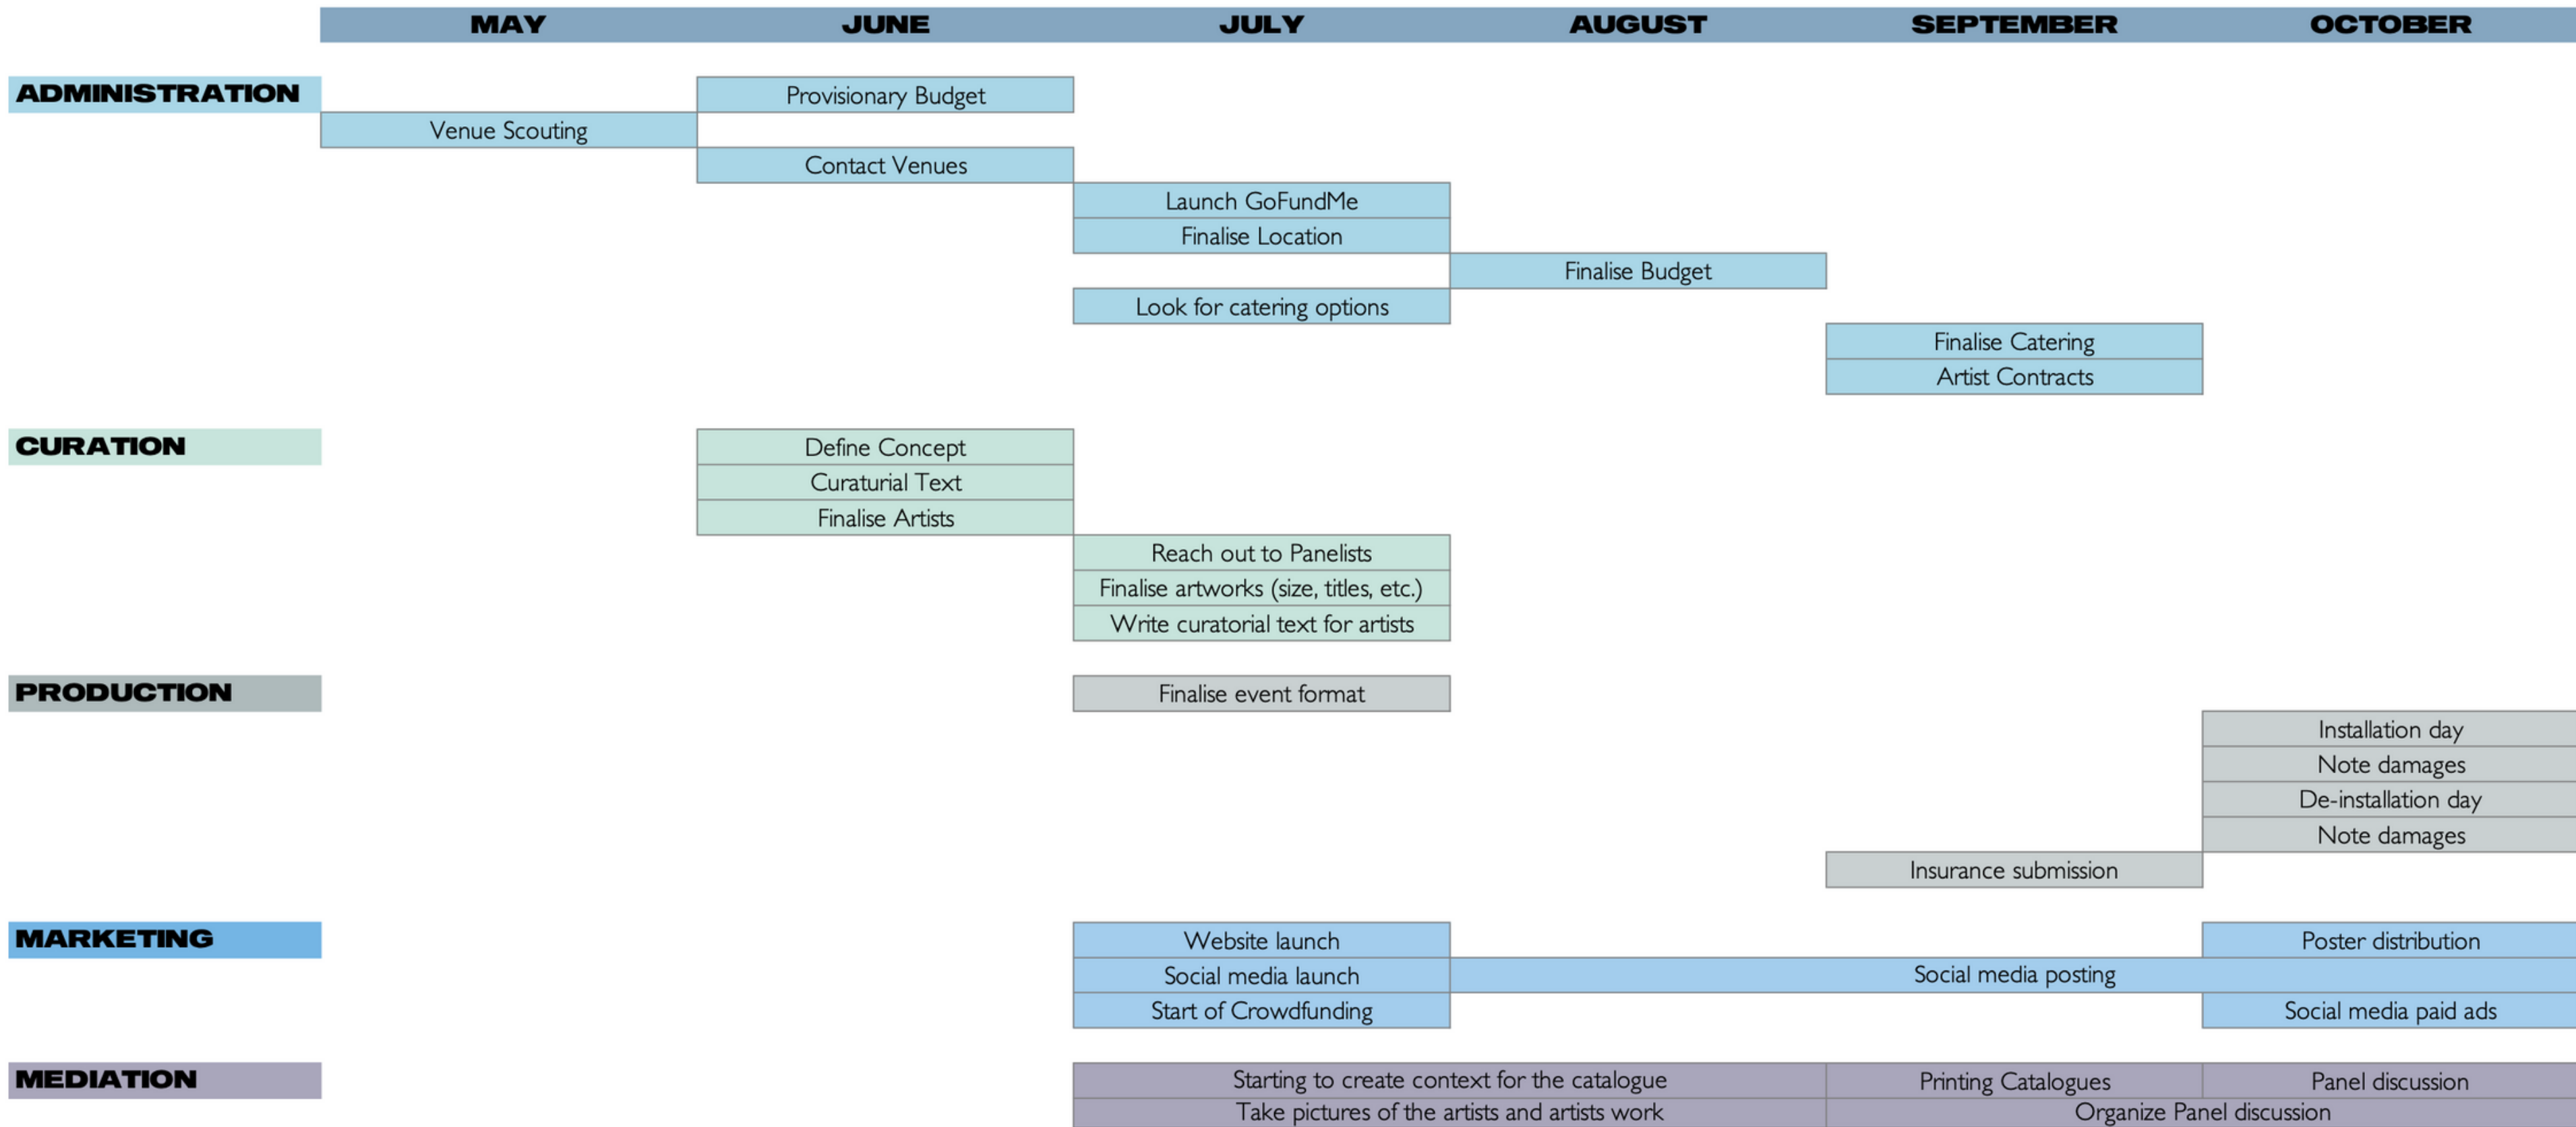 MAY JUNE JULY AUGUST SEPTEMBER OCTOBER
ADMINISTRATION Provisionary Budget
Venue Scouting
Contact Venues
Launch GoFundMe
Finalise Location
Finalise Budget
Look for catering options
Finalise Catering
Artist Contracts
CURATION Define Concept
Curaturial Text
Finalise Artists
Reach out to Panelists
Finalise artworks (size, titles, etc.)
Write curatorial text for artists
PRODUCTION Finalise event format
Installation day
Note damages
De-installation day
Note damages
Insurance submission
MARKETING Website launch Poster distribution
Social media launch Social media posting
Start of Crowdfunding Social media paid ads
MEDIATION Starting to create context for the catalogue Printing Catalogues Panel discussion
Take pictures of the artists and artists work Organize Panel discussion